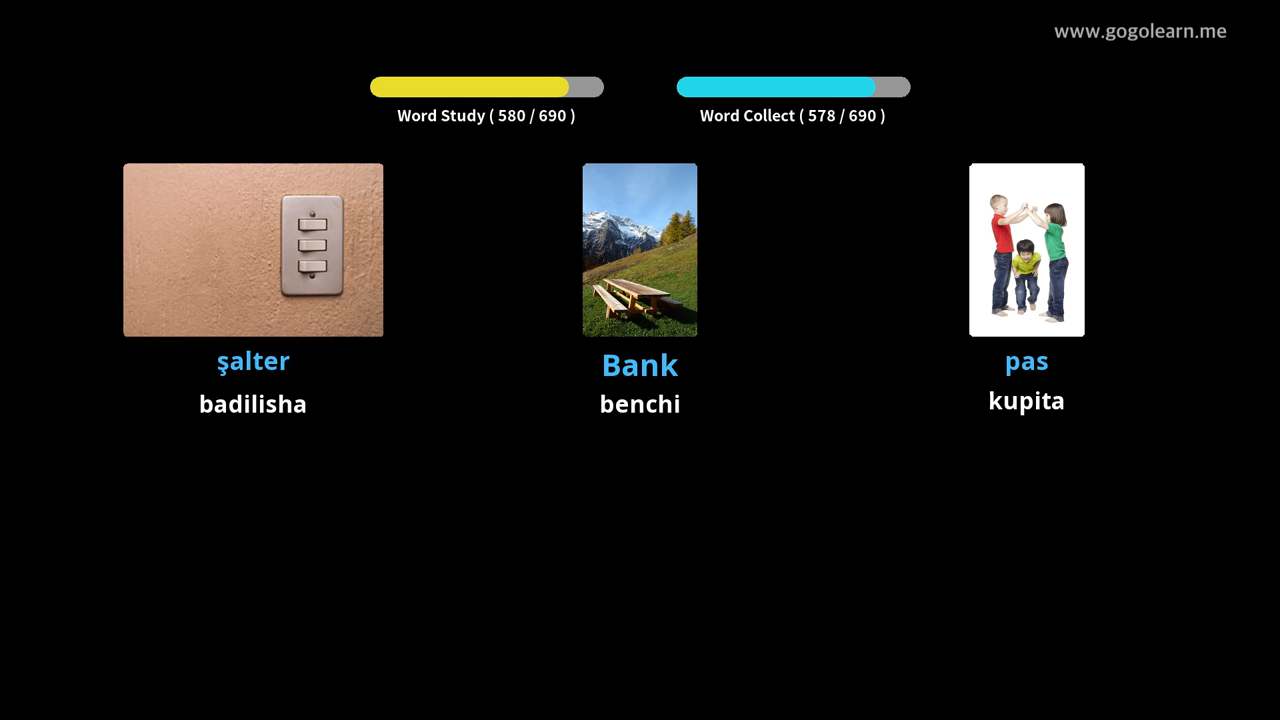 www.gogolearn.me
Word Study ( 580 / 690 )
Word Collect ( 578 / 690 )
şalter
Bank
pas
badilisha
benchi
kupita